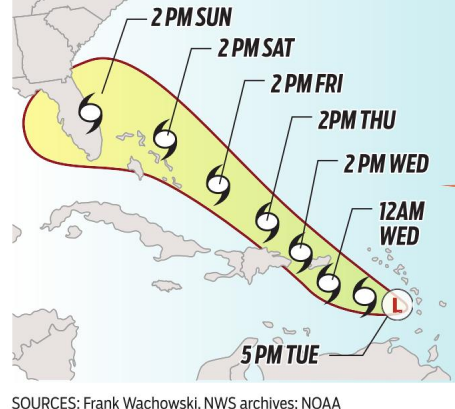 2 PM SUN
2 PM SAT
2 PM FRI
2PM THU
2 PM WED
12AM
WED
L
5 PM TUE
SOURCES: Frank Wachowski, NWS archives; NOAA